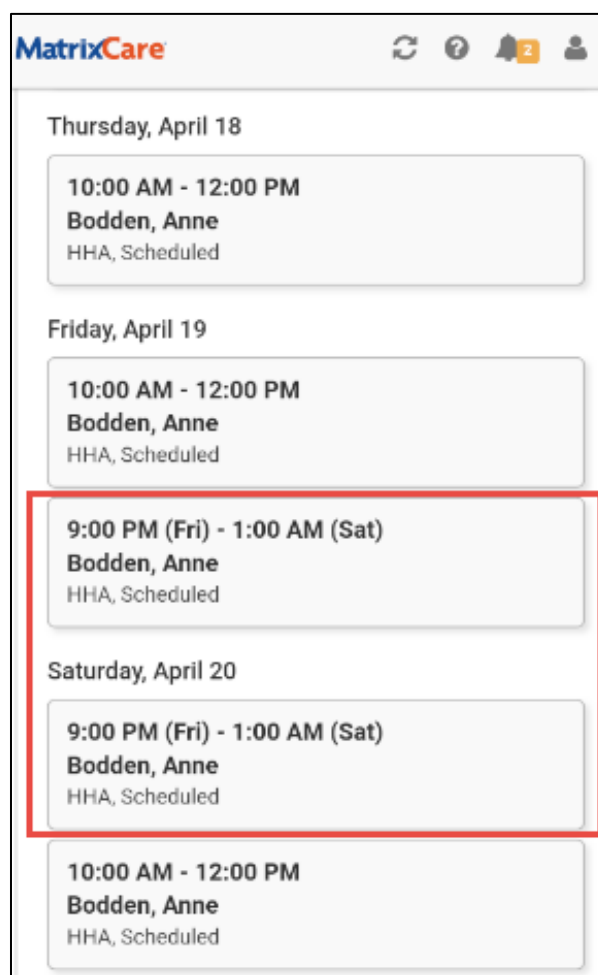 MatrixCare
2
Thursday, April 18
10:00 AM - 12:00 PM
Bodden, Anne
HHA, Scheduled
Friday, April 19
10:00 AM - 12:00 PM
Bodden, Anne
HHA, Scheduled
9:00 PM (Fri) - 1:00 AM (Sat)
Bodden, Anne
HHA, Scheduled
Saturday, April 20
9:00 PM (Fri) - 1:00 AM (Sat)
Bodden, Anne
HHA, Scheduled
10:00 AM - 12:00 PM
Bodden, Anne
HHA, Scheduled